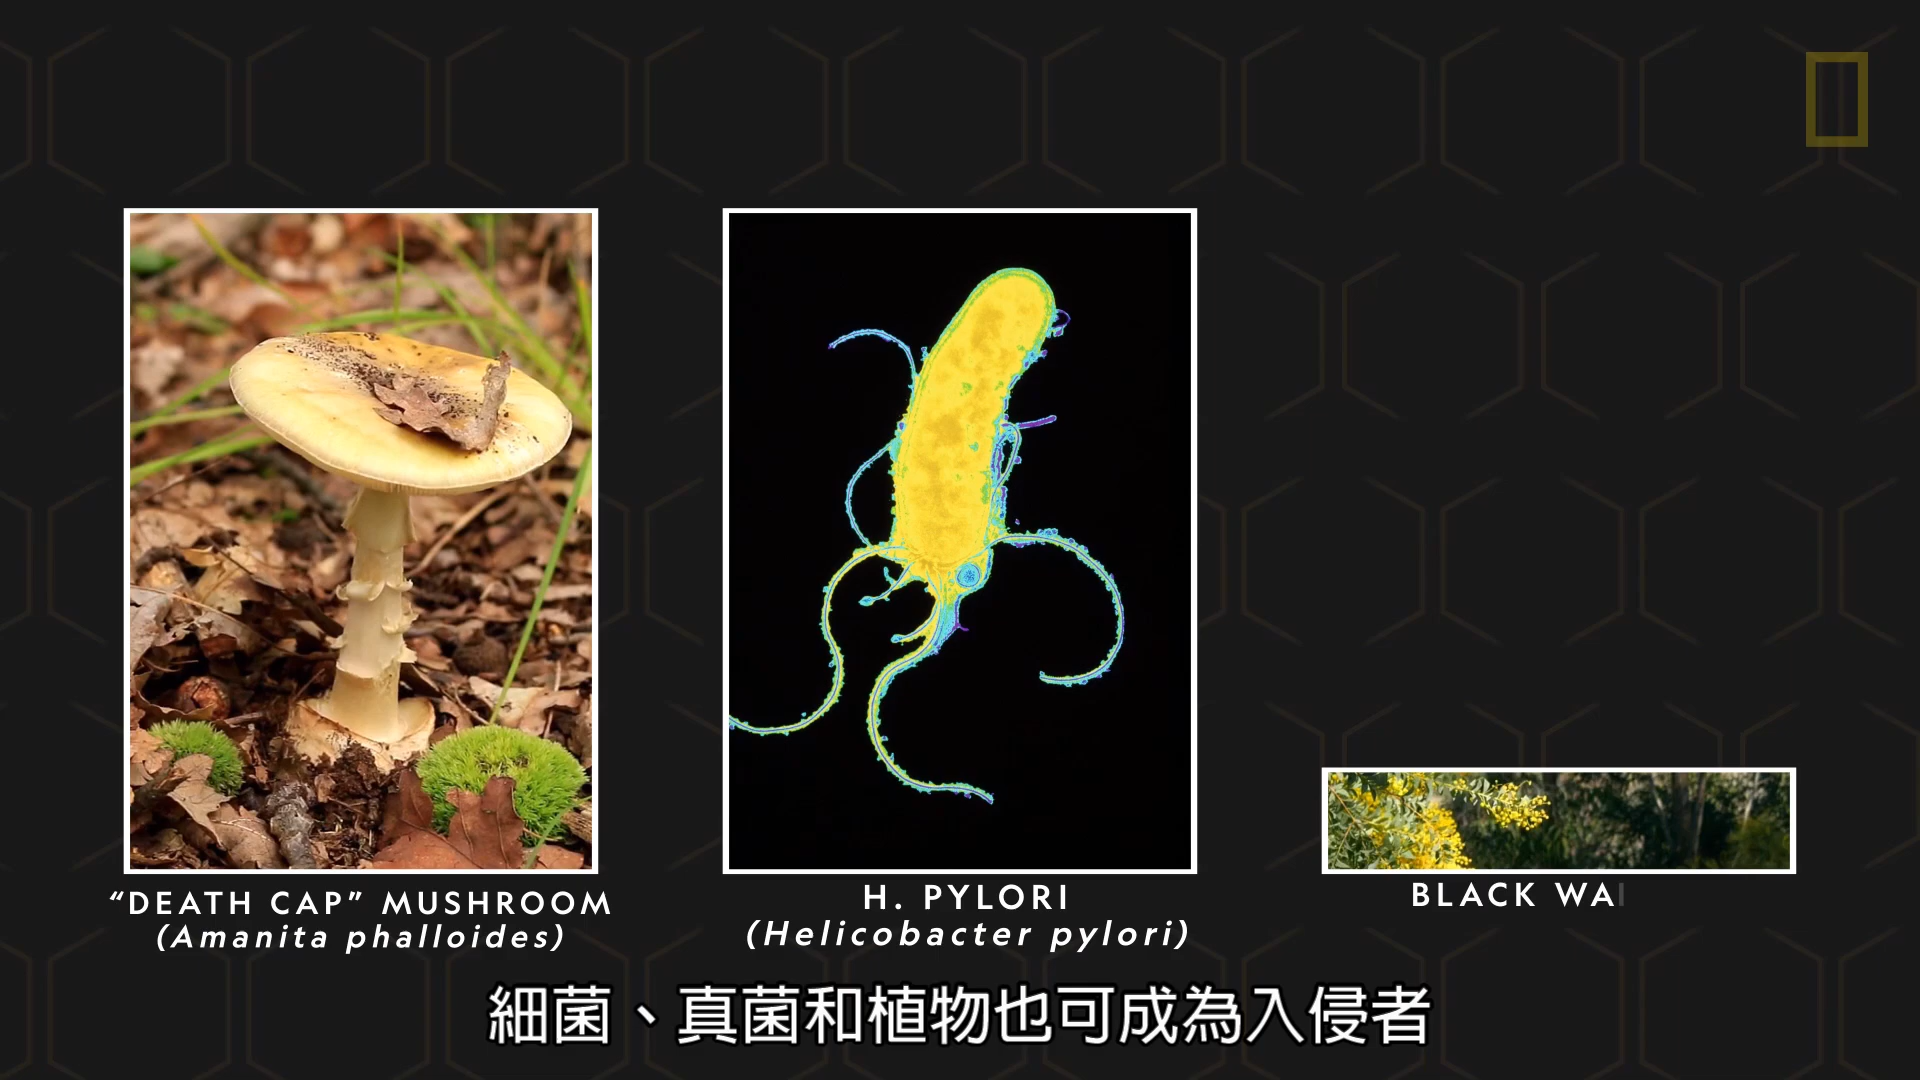 “DEATH CAP” MUSHROOM
(Amanita phalloides)
H. PYLORI
(Helicobacter pylori)
BLACK WA
細菌、真菌和植物也可成為入侵者